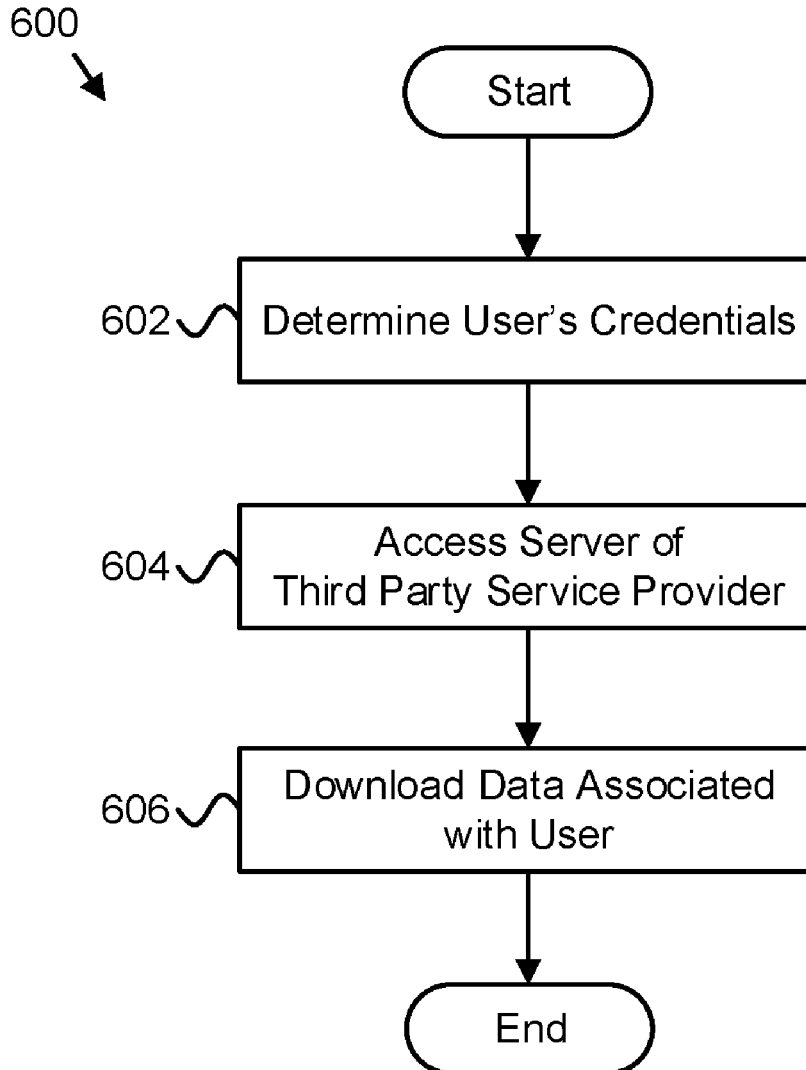 600
Start
602
Determine User's Credentials
604
Access Server of
Third Party Service Provider
606
Download Data Associated
with User
End